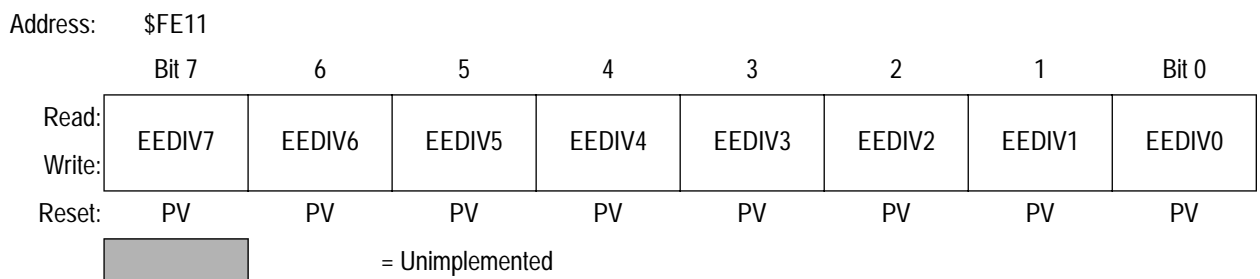 Address: $FE11
Bit 7 6 5 4 3 2 1 Bit 0
Read:
EEDIV7 EEDIV6 EEDIV5 EEDIV4 EEDIV3 EEDIV2 EEDIV1 EEDIV0
Write:
Reset: PV PV PV PV PV PV PV PV
= Unimplemented